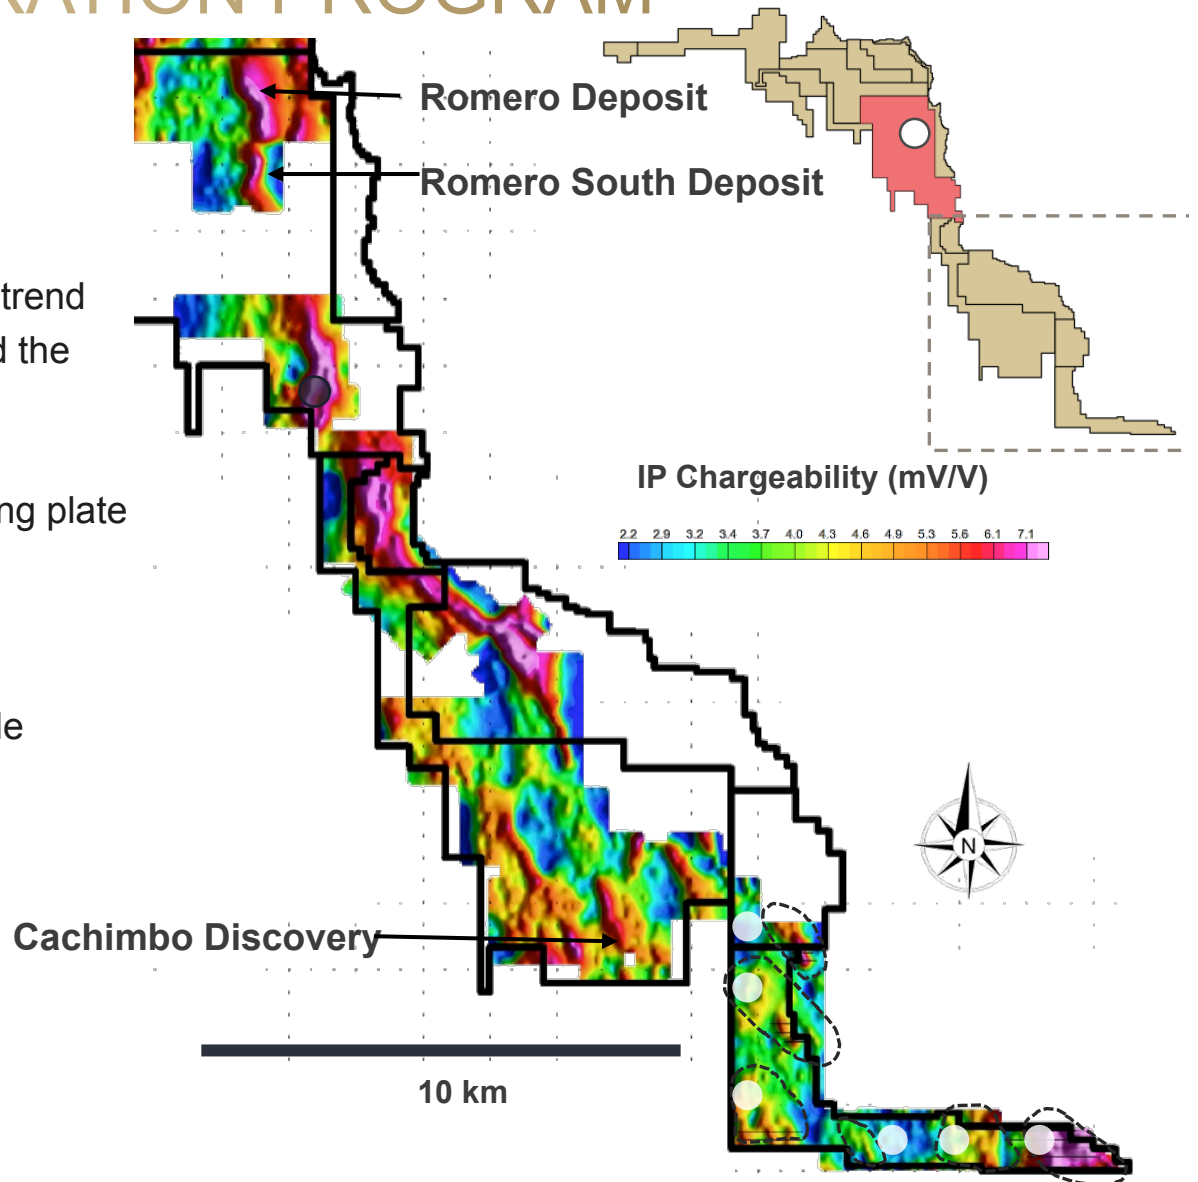 RATION PROGRAM
Romero Deposit
Romero South Deposit
trend
d the
IP Chargeability (mV/V)
ng plate
2.2 2.9 3.2 3.4 3.7 4.0 4.3 4.6 4.9 5.3 5.6 6.1 7.1
le
N
Cachimbo Discovery
10 km